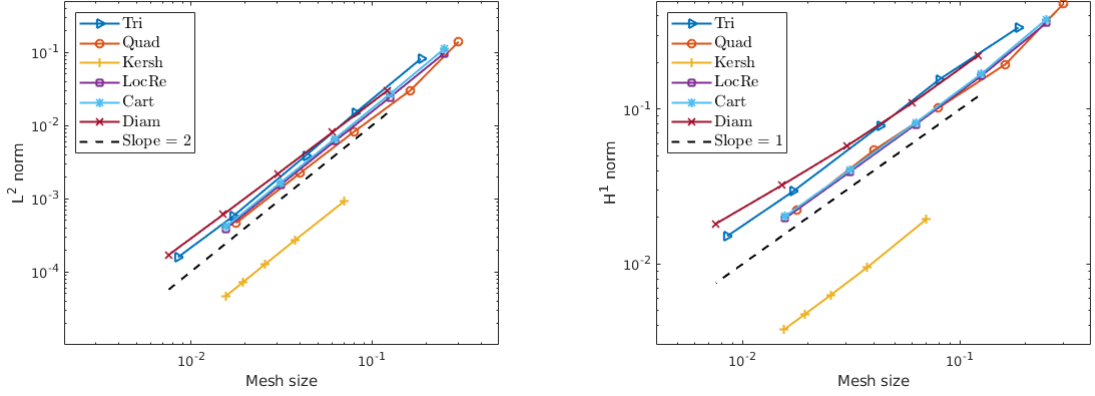 Tri
Quad
Kersh
LocRe
Cart
Diam
Slope = 2
10^-1
10^-2
10^-3
10^-4
L^2 norm
10^-2
10^-1
Mesh size
Tri
Quad
Kersh
LocRe
Cart
Diam
Slope = 1
10^-1
10^-2
H^1 norm
10^-2
10^-1
Mesh size